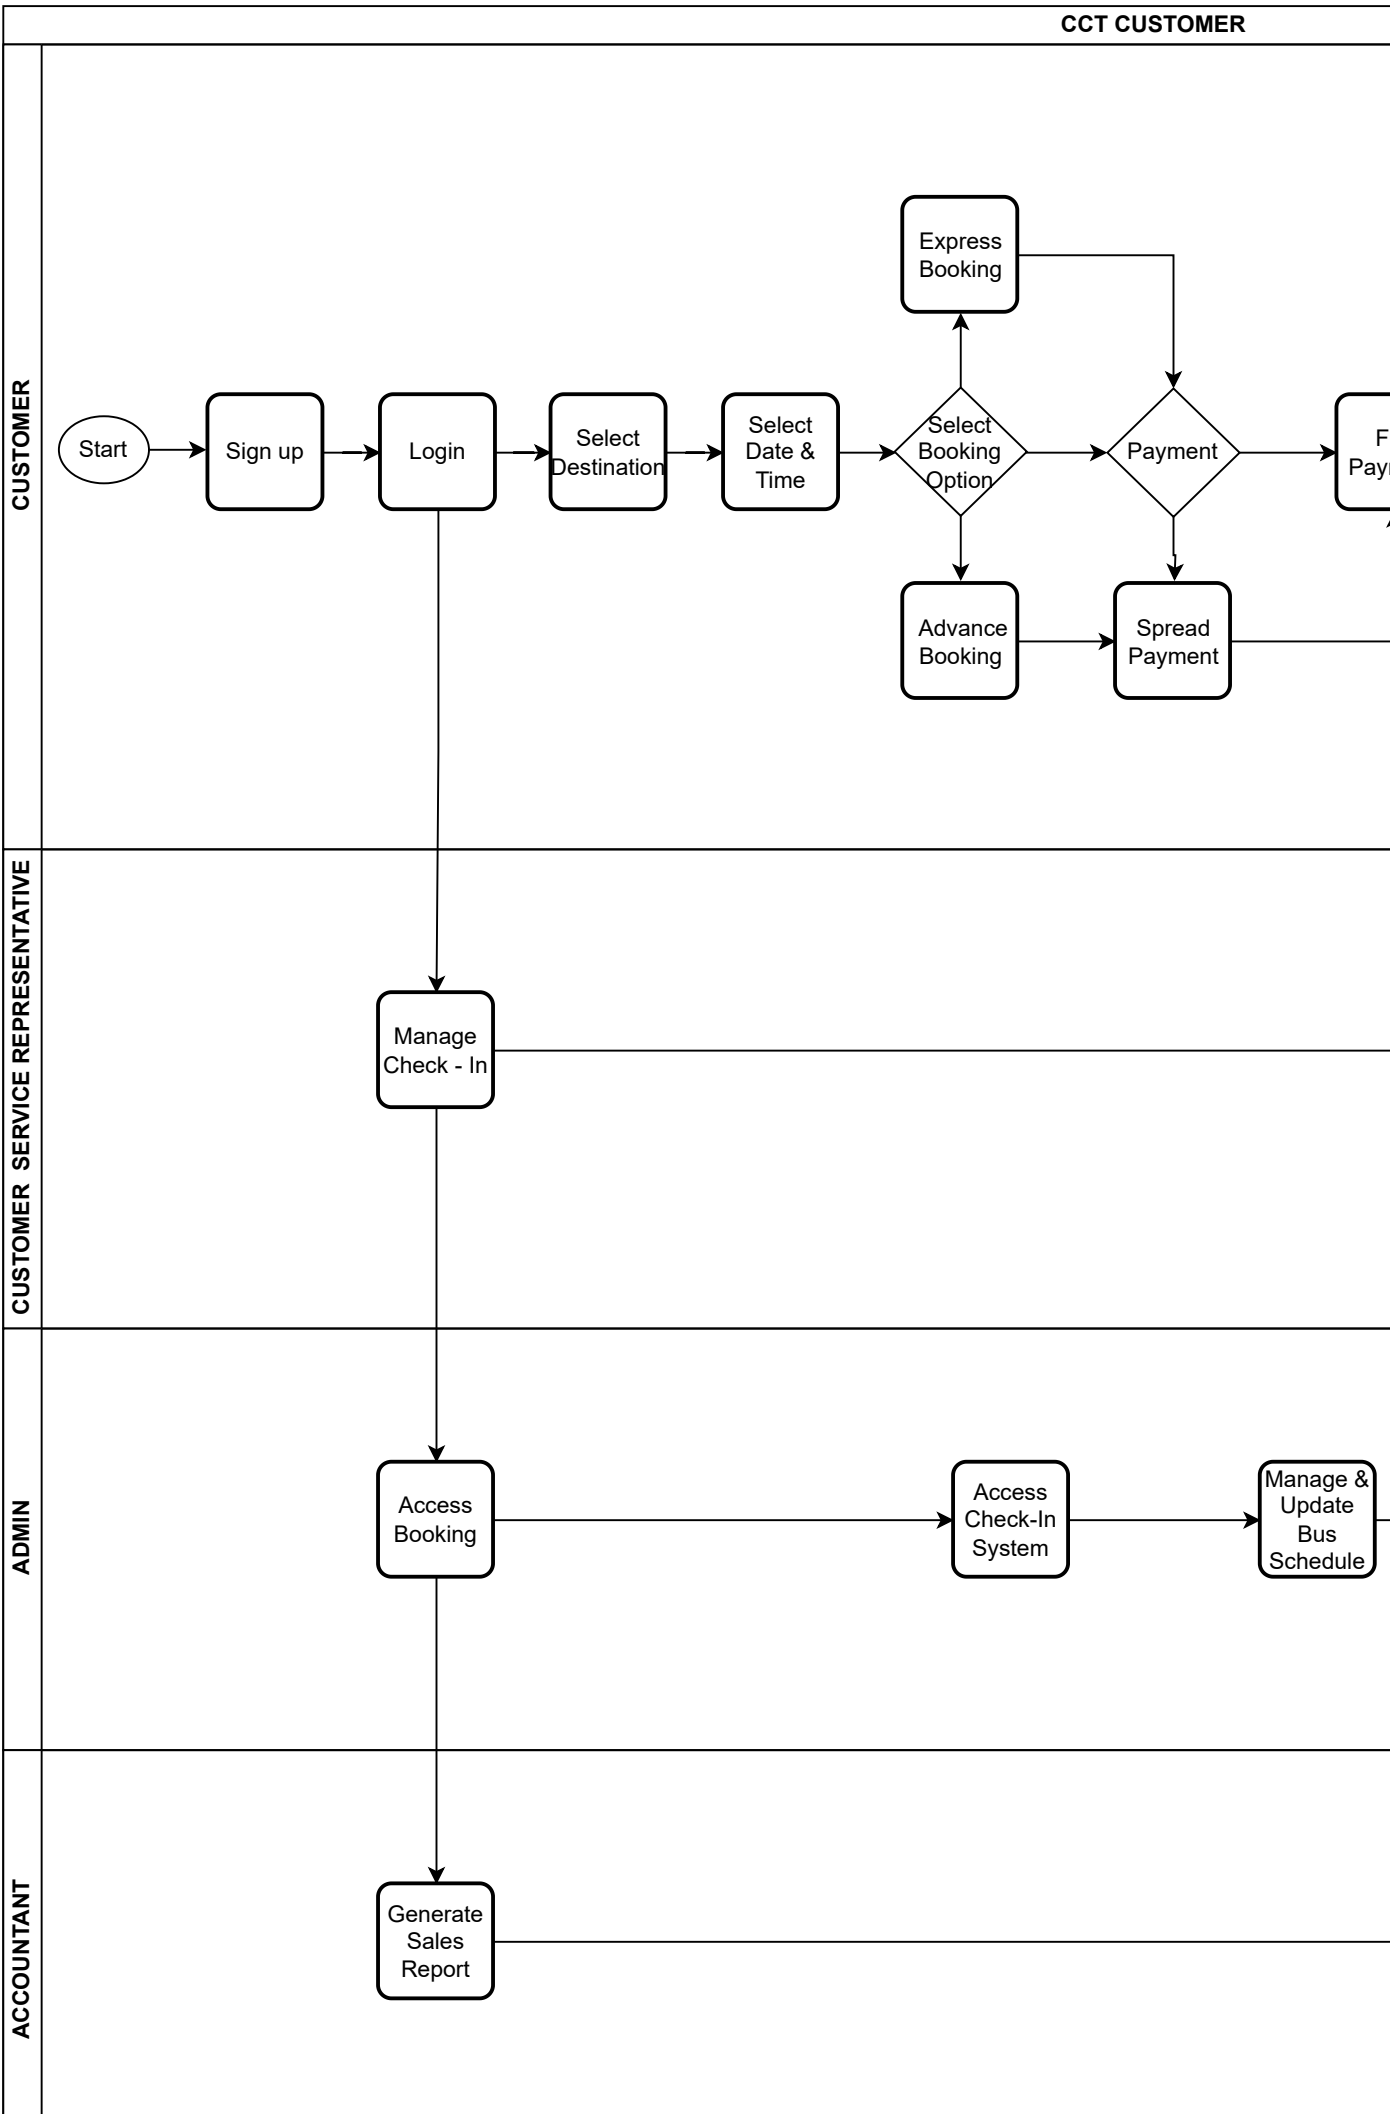 CCT CUSTOMER
CUSTOMER
Express
Booking
Start
Sign up
Login
Select
Destination
Select
Date &
Time
Select
Booking
Option
Payment
Advance
Booking
Spread
Payment
CUSTOMER SERVICE REPRESENTATIVE
Manage
Check - In
ADMIN
Access
Booking
Access
Check-In
System
Manage &
Update
Bus
Schedule
ACCOUNTANT
Generate
Sales
Report